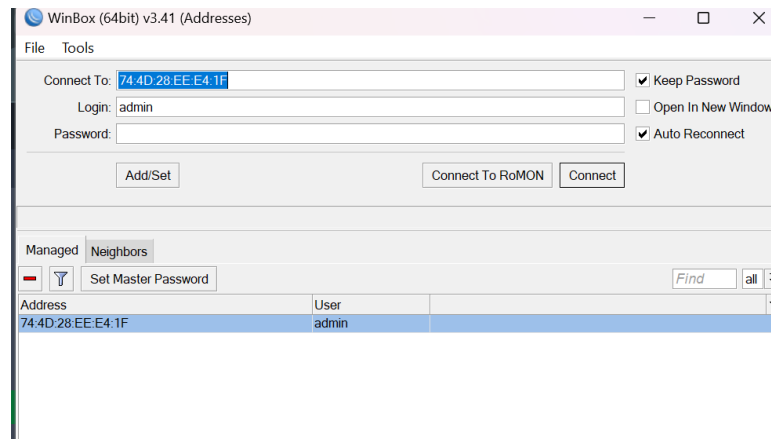 WinBox (64bit) v3.41 (Addresses)
File Tools
Connect To: 74:4D:28:EE:E4:1F
Keep Password
Login: admin
Open In New Window
Password:
Auto Reconnect
Add/Set
Connect To RoMON
Connect
Managed Neighbors
Set Master Password
Find
all
Address User
74:4D:28:EE:E4:1F admin